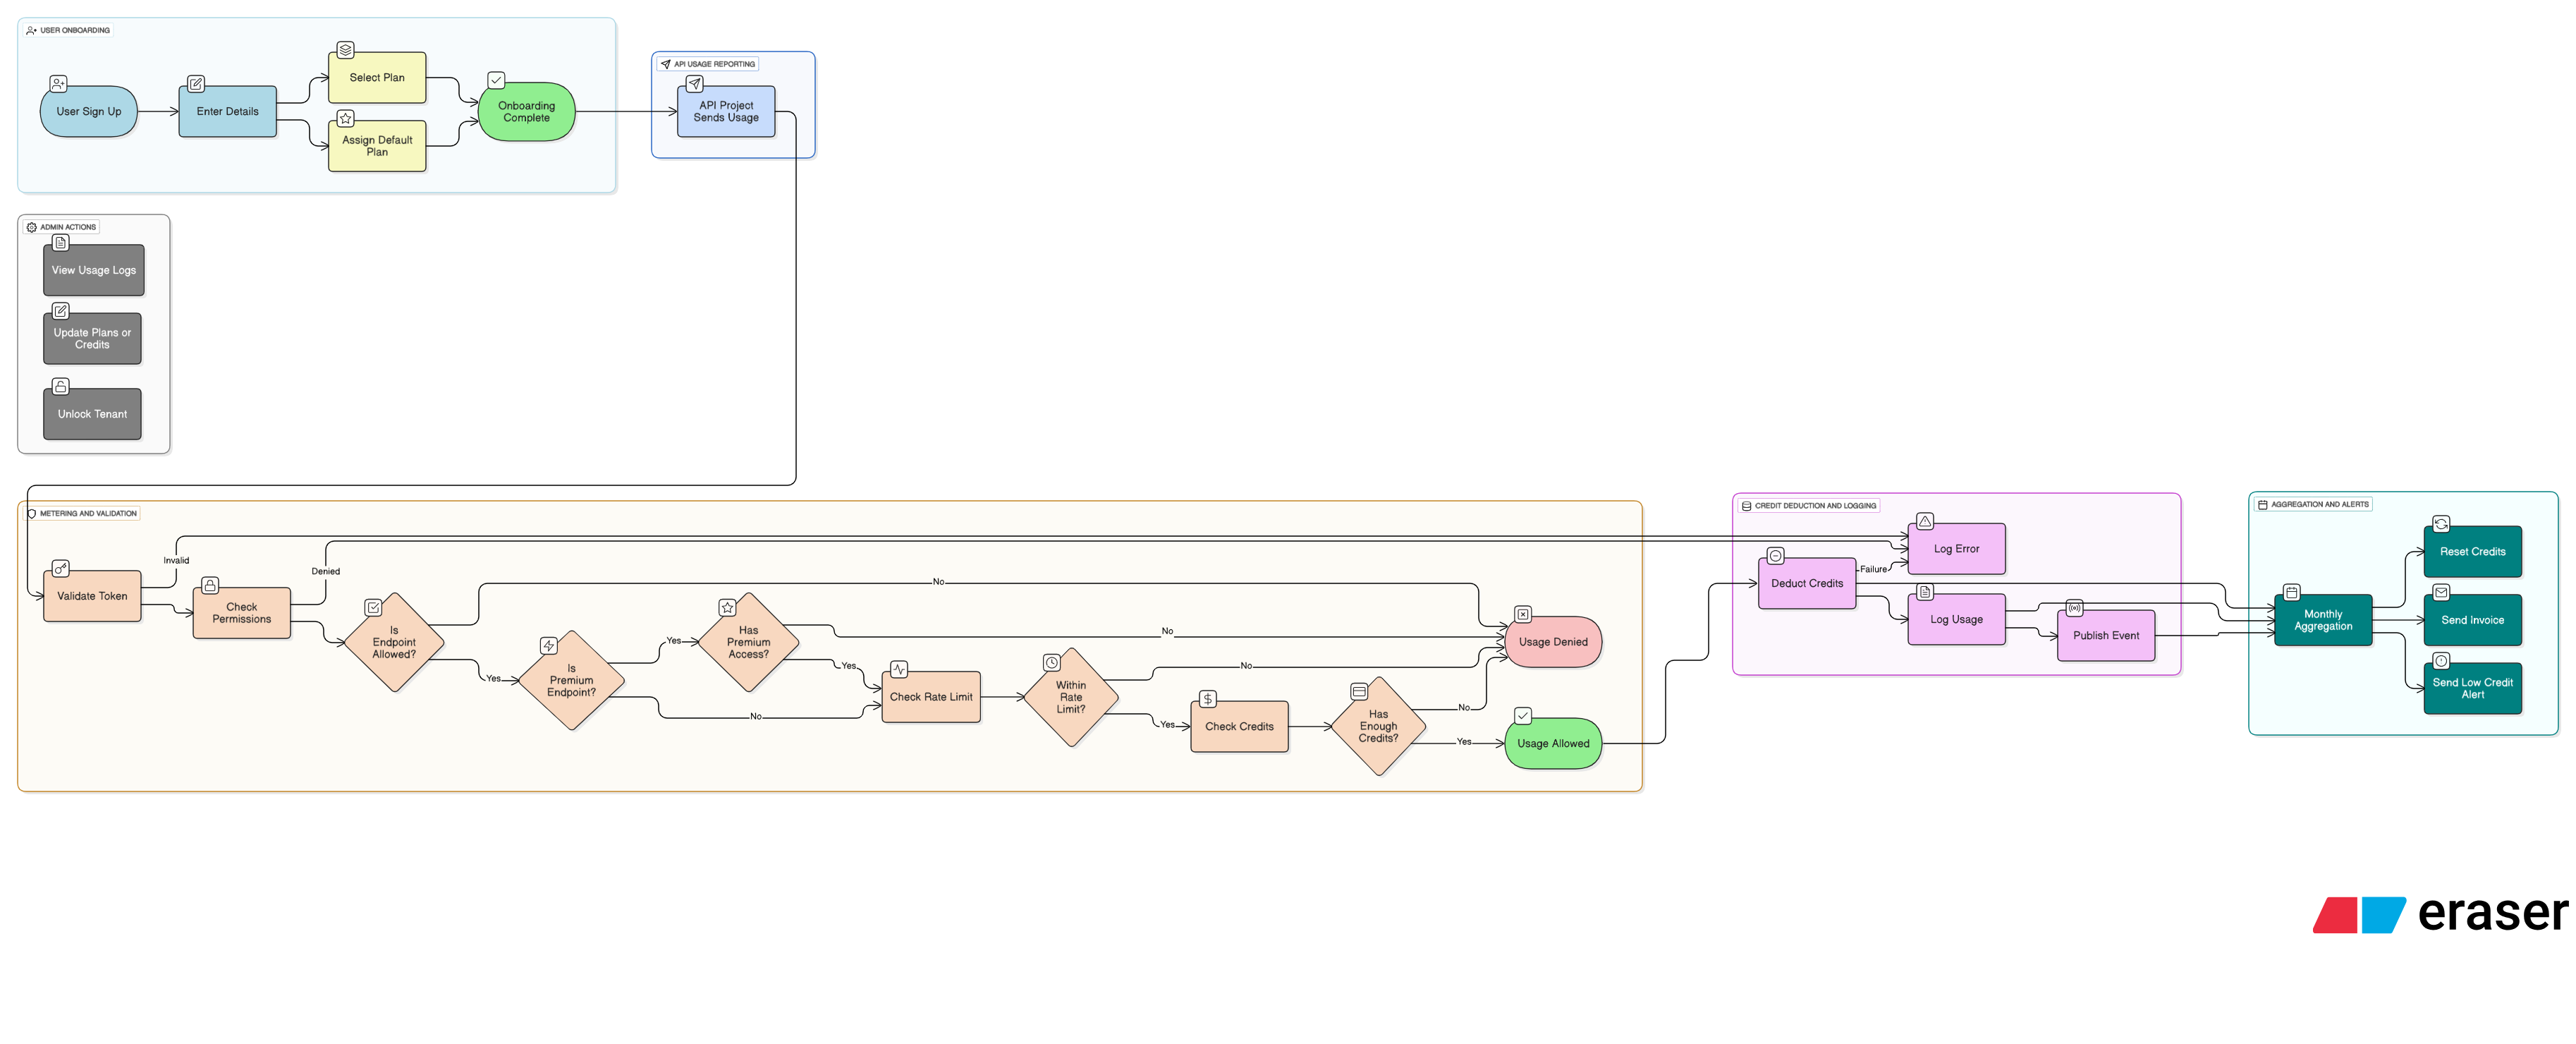 USER ONBOARDING
User Sign Up
Enter Details
Select Plan
Assign Default
Plan
Onboarding
Complete
API USAGE REPORTING
API Project
Sends Usage
ADMIN ACTIONS
View Usage Logs
Update Plans or
Credits
Unlock Tenant
METERING AND VALIDATION
Validate Token
Invalid
Check
Permissions
Denied
Is
Endpoint
Allowed?
No
Yes
Is
Premium
Endpoint?
Yes
No
Has
Premium
Access?
No
Yes
Check Rate Limit
Within
Rate
Limit?
No
Yes
Check Credits
Has
Enough
Credits?
No
Yes
Usage Denied
Usage Allowed
CREDIT DEDUCTION AND LOGGING
Deduct Credits
Failure
Log Error
Log Usage
Publish Event
AGGREGATION AND ALERTS
Monthly
Aggregation
Reset Credits
Send Invoice
Send Low Credit
Alert
eraser